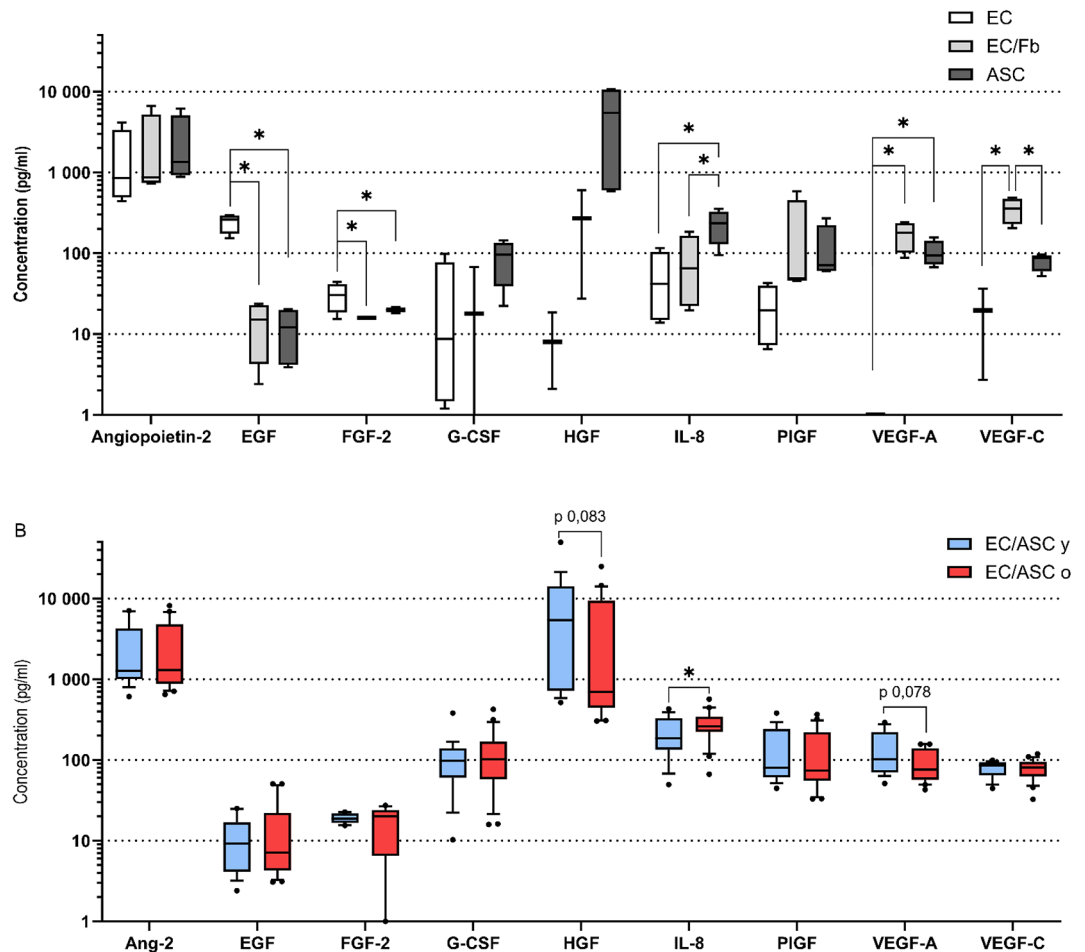 EC
EC/Fb
ASC
Concentration (pg/ml)
10 000
1 000
100
10
1
* * * * * * * * * *
Angiopoietin-2 EGF FGF-2 G-CSF HGF IL-8 PlGF VEGF-A VEGF-C
B
EC/ASC y
EC/ASC o
Concentration (pg/ml)
10 000
1 000
100
10
1
p 0,083
*
p 0,078
Ang-2 EGF FGF-2 G-CSF HGF IL-8 PlGF VEGF-A VEGF-C